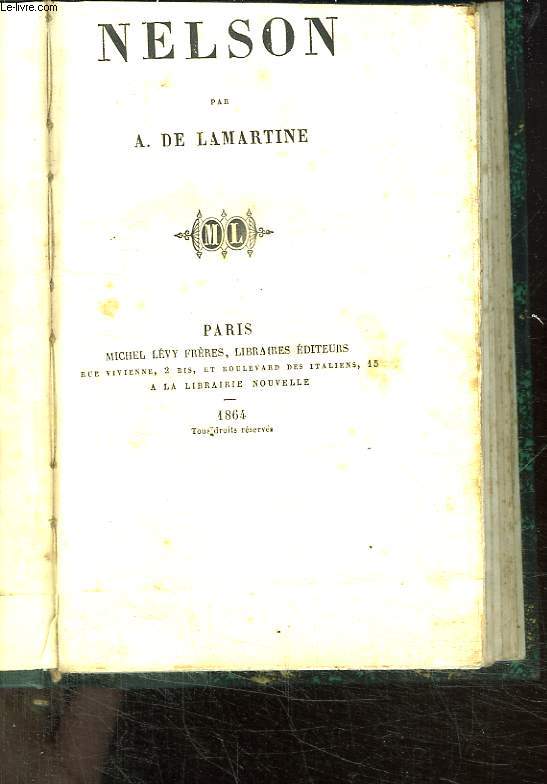 Le-livre.com
NELSON
PAR
A. DE LAMARTINE
ML
PARIS
MICHEL LÉVY FRÈRES, LIBRAIRES ÉDITEURS
RUE VIVIENNE, 2 BIS, ET BOULEVARD DES ITALIENS, 15
A LA LIBRAIRIE NOUVELLE
1864
Tous droits réservés